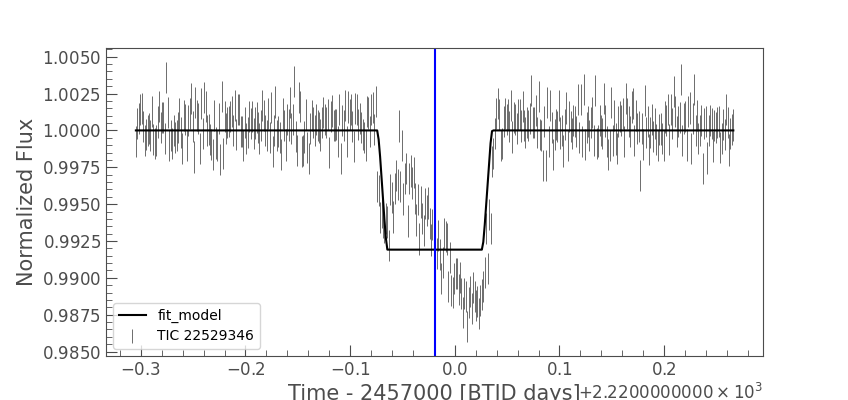 1.0050
1.0025
1.0000
0.9975
0.9950
0.9925
0.9900
0.9875
0.9850
Normalized Flux
fit_model
TIC 22529346
−0.3 −0.2 −0.1 0.0 0.1 0.2
Time - 2457000 [BTJD days] +2.2200000000 × 10³